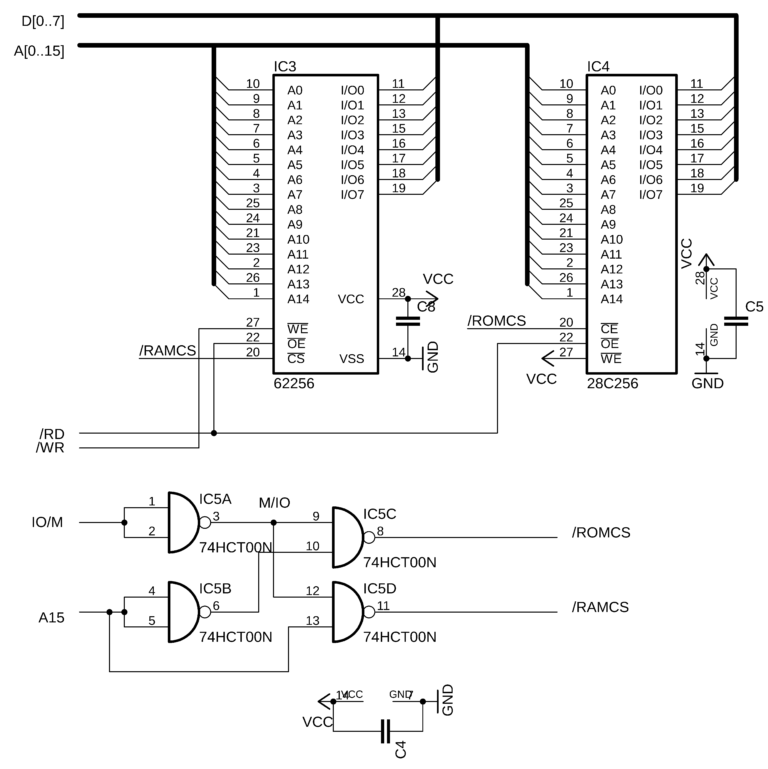 D[0..7]
A[0..15]
IC3
10 A0 I/O0 11
9 A1 I/O1 12
8 A2 I/O2 13
7 A3 I/O3 15
6 A4 I/O4 16
5 A5 I/O5 17
4 A6 I/O6 18
3 A7 I/O7 19
25 A8
24 A9
21 A10
23 A11
2 A12
26 A13
1 A14 VCC 28
VCC
C8
27 WE
22 OE
20 CS VSS 14
GND
/RAMCS
62256
IC4
10 A0 I/O0 11
9 A1 I/O1 12
8 A2 I/O2 13
7 A3 I/O3 15
6 A4 I/O4 16
5 A5 I/O5 17
4 A6 I/O6 18
3 A7 I/O7 19
25 A8
24 A9
21 A10
23 A11
2 A12
26 A13
1 A14
/ROMCS
20 CE
22 OE
27 WE
VCC
28C256
VCC
28 VCC
C5
14 GND
GND
/RD
/WR
IO/M
1
2
IC5A
3
74HCT00N
M/IO
9
10
IC5C
8
74HCT00N
/ROMCS
A15
4
5
IC5B
6
74HCT00N
12
13
IC5D
11
74HCT00N
/RAMCS
VCC
14 VCC
GND 7
GND
C4